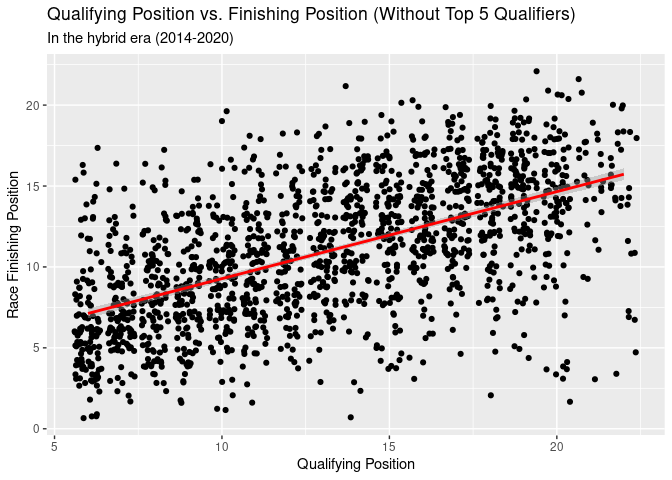 Qualifying Position vs. Finishing Position (Without Top 5 Qualifiers)
In the hybrid era (2014-2020)
Race Finishing Position
20
15
10
5
0
5 10 15 20
Qualifying Position